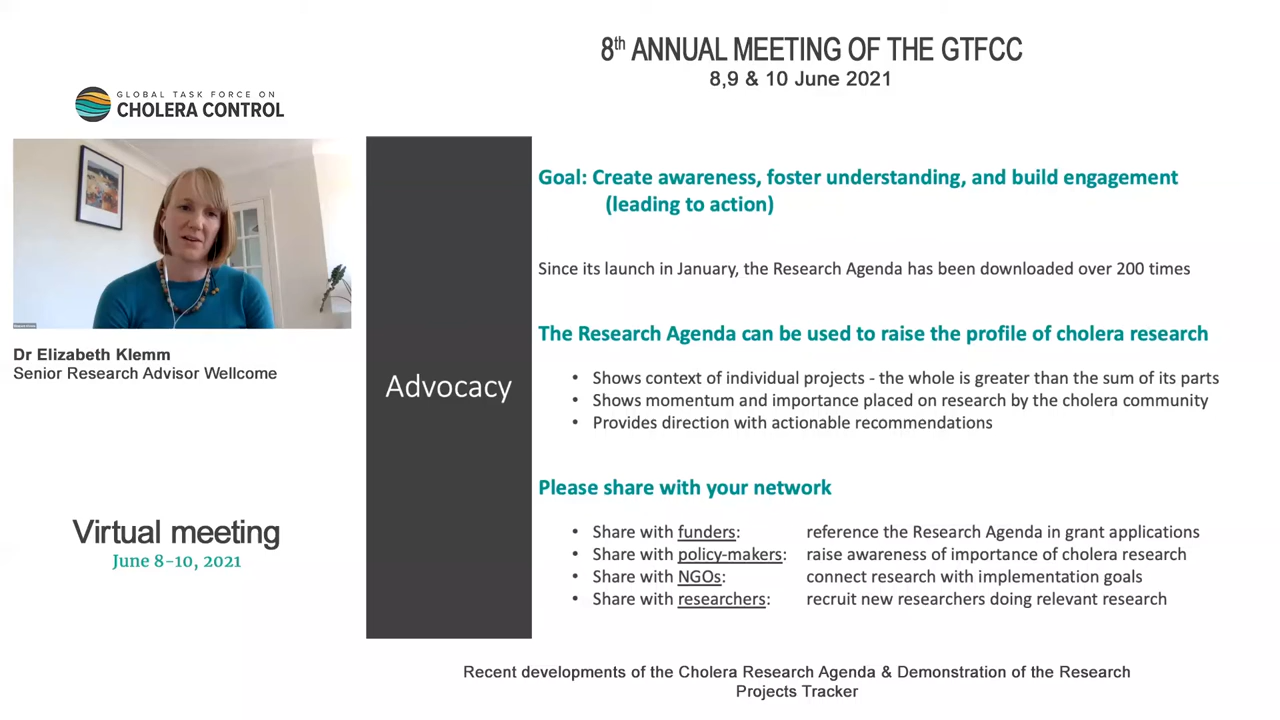 8th ANNUAL MEETING OF THE GTFCC
8,9 & 10 June 2021
GLOBAL TASK FORCE ON
CHOLERA CONTROL
Dr Elizabeth Klemm
Senior Research Advisor Wellcome
Virtual meeting
June 8-10, 2021
Advocacy
Goal: Create awareness, foster understanding, and build engagement
(leading to action)
Since its launch in January, the Research Agenda has been downloaded over 200 times
The Research Agenda can be used to raise the profile of cholera research
• Shows context of individual projects - the whole is greater than the sum of its parts
• Shows momentum and importance placed on research by the cholera community
• Provides direction with actionable recommendations
Please share with your network
• Share with funders: reference the Research Agenda in grant applications
• Share with policy-makers: raise awareness of importance of cholera research
• Share with NGOs: connect research with implementation goals
• Share with researchers: recruit new researchers doing relevant research
Recent developments of the Cholera Research Agenda & Demonstration of the Research
Projects Tracker